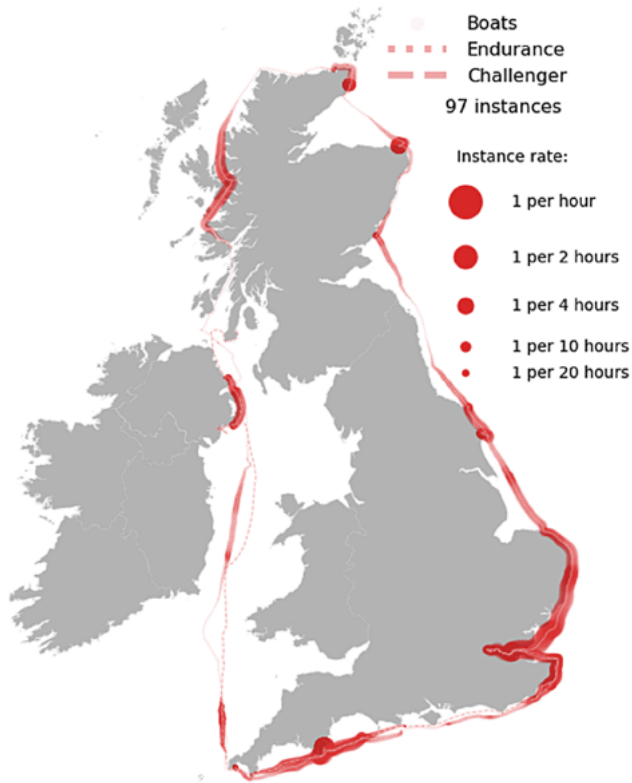 Boats
Endurance
Challenger
97 instances
Instance rate:
1 per hour
1 per 2 hours
1 per 4 hours
1 per 10 hours
1 per 20 hours